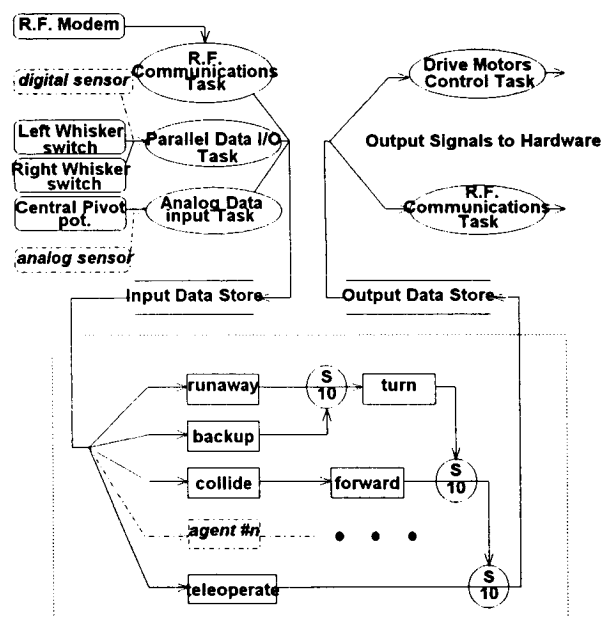 R.F. Modem
R.F.
Communications
Task
digital sensor
Left Whisker
switch
Parallel Data I/O
Task
Right Whisker
switch
Central Pivot
pot.
Analog Data
input Task
analog sensor
Drive Motors
Control Task
Output Signals to Hardware
R.F.
Communications
Task
Input Data Store
Output Data Store
runaway
S
10
turn
backup
collide
forward
S
10
agent #n
teleoperate
S
10